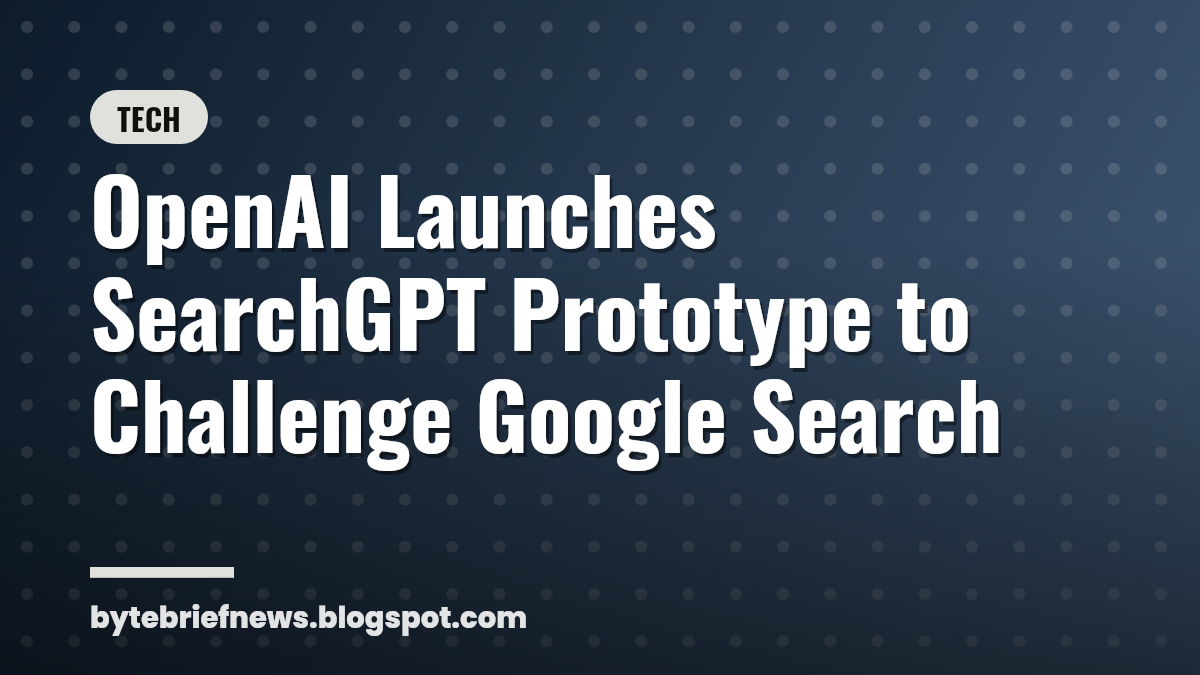 TECH
OpenAI Launches
SearchGPT Prototype to
Challenge Google Search
bytebriefnews.blogspot.com